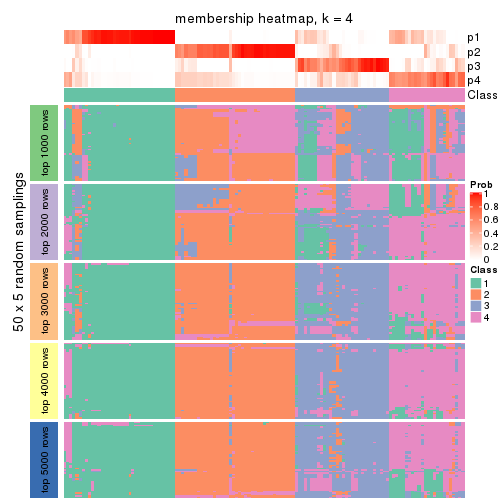 membership heatmap, k = 4
p1
p2
p3
p4
Class
50 x 5 random samplings
top 1000 rows
top 2000 rows
top 3000 rows
top 4000 rows
top 5000 rows
Prob
1
0.8
0.6
0.4
0.2
0
Class
1
2
3
4